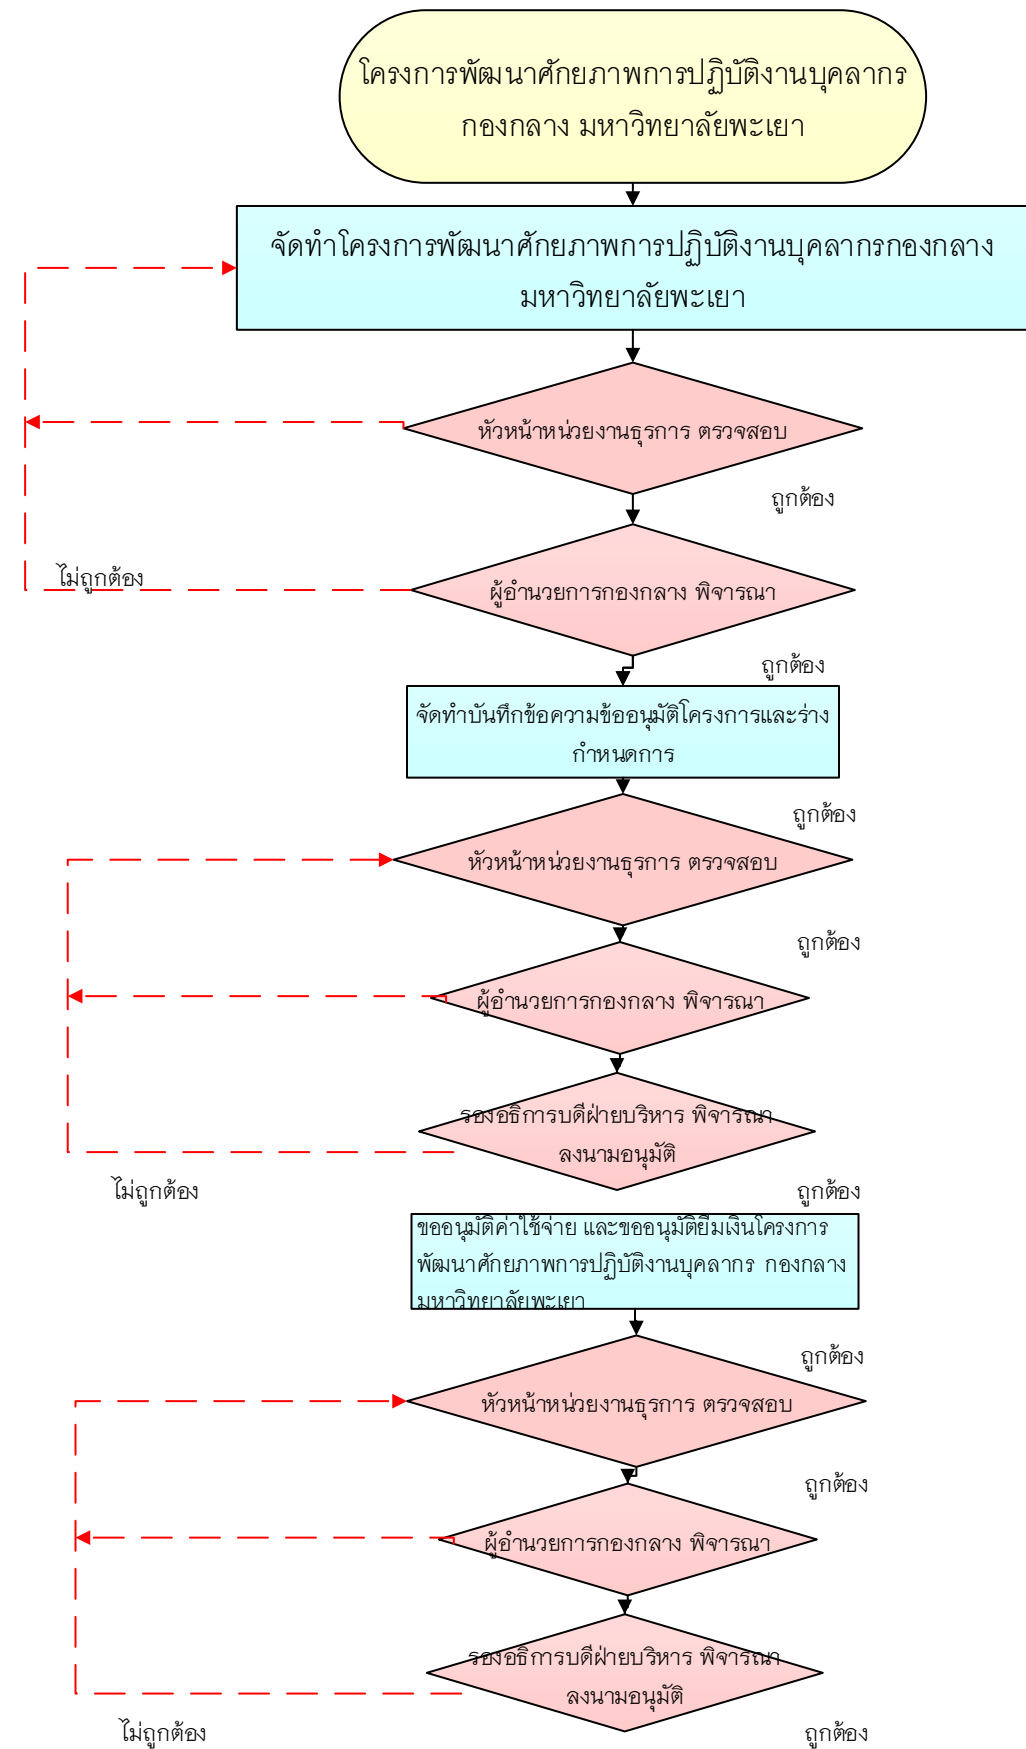 โครงการพัฒนาศักยภาพการปฏิบัติงานบุคลากร
กองกลาง มหาวิทยาลัยพะเยา
จัดทำโครงการพัฒนาศักยภาพการปฏิบัติงานบุคลากรกองกลาง
มหาวิทยาลัยพะเยา
หัวหน้าหน่วยงานธุรการ ตรวจสอบ
ถูกต้อง
ไม่ถูกต้อง
ผู้อำนวยการกองกลาง พิจารณา
ถูกต้อง
จัดทำบันทึกข้อความข้ออนุมัติโครงการและร่าง
กำหนดการ
ถูกต้อง
หัวหน้าหน่วยงานธุรการ ตรวจสอบ
ถูกต้อง
ผู้อำนวยการกองกลาง พิจารณา
รองอธิการบดีฝ่ายบริหาร พิจารณา
ลงนามอนุมัติ
ไม่ถูกต้อง
ถูกต้อง
ขออนุมัติค่าใช้จ่าย และขออนุมัติยืมเงินโครงการ
พัฒนาศักยภาพการปฏิบัติงานบุคลากร กองกลาง
มหาวิทยาลัยพะเยา
ถูกต้อง
หัวหน้าหน่วยงานธุรการ ตรวจสอบ
ถูกต้อง
ผู้อำนวยการกองกลาง พิจารณา
รองอธิการบดีฝ่ายบริหาร พิจารณา
ลงนามอนุมัติ
ไม่ถูกต้อง
ถูกต้อง